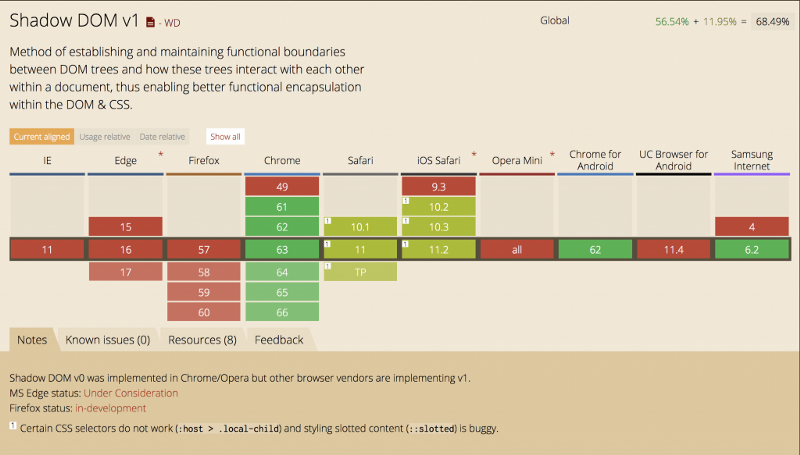 Shadow DOM v1 - WD
Global 56.54% + 11.95% = 68.49%
Method of establishing and maintaining functional boundaries
between DOM trees and how these trees interact with each other
within a document, thus enabling better functional encapsulation
within the DOM & CSS.
Current aligned Usage relative Date relative Show all
IE Edge * Firefox Chrome Safari iOS Safari * Opera Mini * Chrome for Android UC Browser for Android Samsung Internet
49 9.3
61 1 10.2
15 62 1 10.1 1 10.3 4
11 16 57 63 1 11 1 11.2 all 62 11.4 6.2
17 58 64 1 TP
59 65
60 66
Notes Known issues (0) Resources (8) Feedback
Shadow DOM v0 was implemented in Chrome/Opera but other browser vendors are implementing v1.
MS Edge status: Under Consideration
Firefox status: in-development
1 Certain CSS selectors do not work (:host > .local-child) and styling slotted content (::slotted) is buggy.